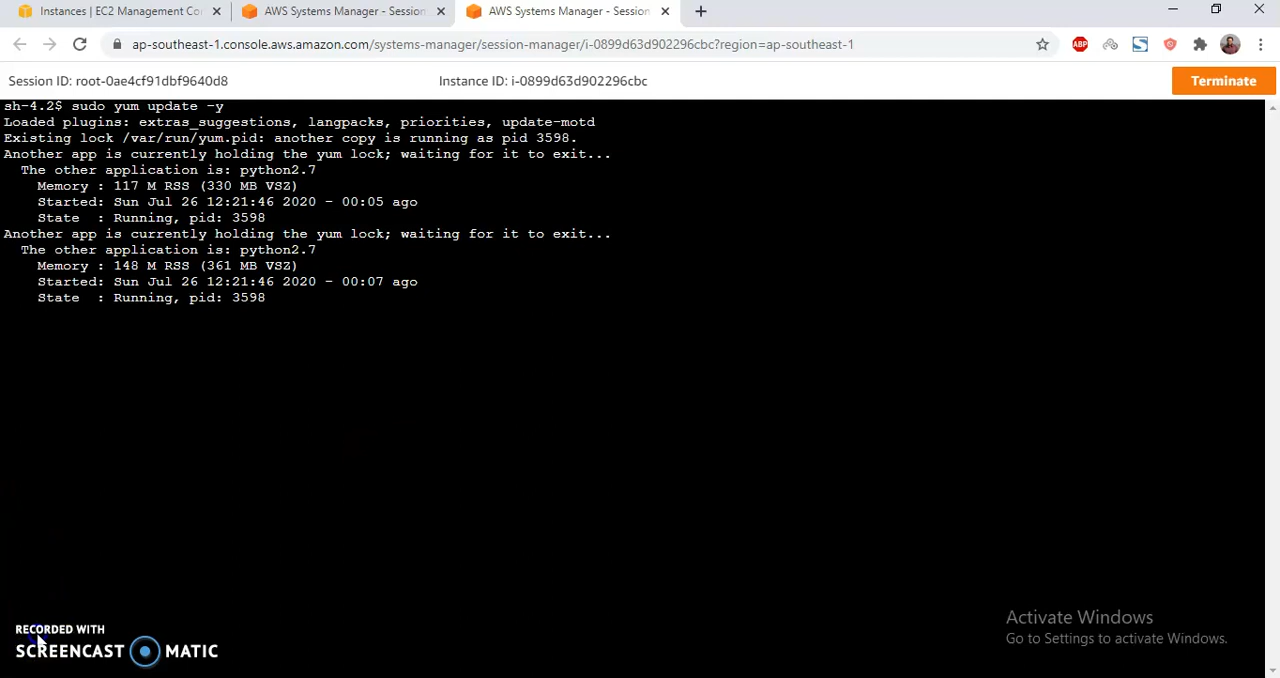 Instances | EC2 Management Co
AWS Systems Manager - Session
AWS Systems Manager - Session
ap-southeast-1.console.aws.amazon.com/systems-manager/session-manager/i-0899d63d902296cbc?region=ap-southeast-1
ABP
Session ID: root-0ae4cf91dbf9640d8
Instance ID: i-0899d63d902296cbc
Terminate
sh-4.2$ sudo yum update -y
Loaded plugins: extras_suggestions, langpacks, priorities, update-motd
Existing lock /var/run/yum.pid: another copy is running as pid 3598.
Another app is currently holding the yum lock; waiting for it to exit...
The other application is: python2.7
Memory : 117 M RSS (330 MB VSZ)
Started: Sun Jul 26 12:21:46 2020 - 00:05 ago
State : Running, pid: 3598
Another app is currently holding the yum lock; waiting for it to exit...
The other application is: python2.7
Memory : 148 M RSS (361 MB VSZ)
Started: Sun Jul 26 12:21:46 2020 - 00:07 ago
State : Running, pid: 3598
Activate Windows
Go to Settings to activate Windows.
RECORDED WITH
SCREENCAST MATIC